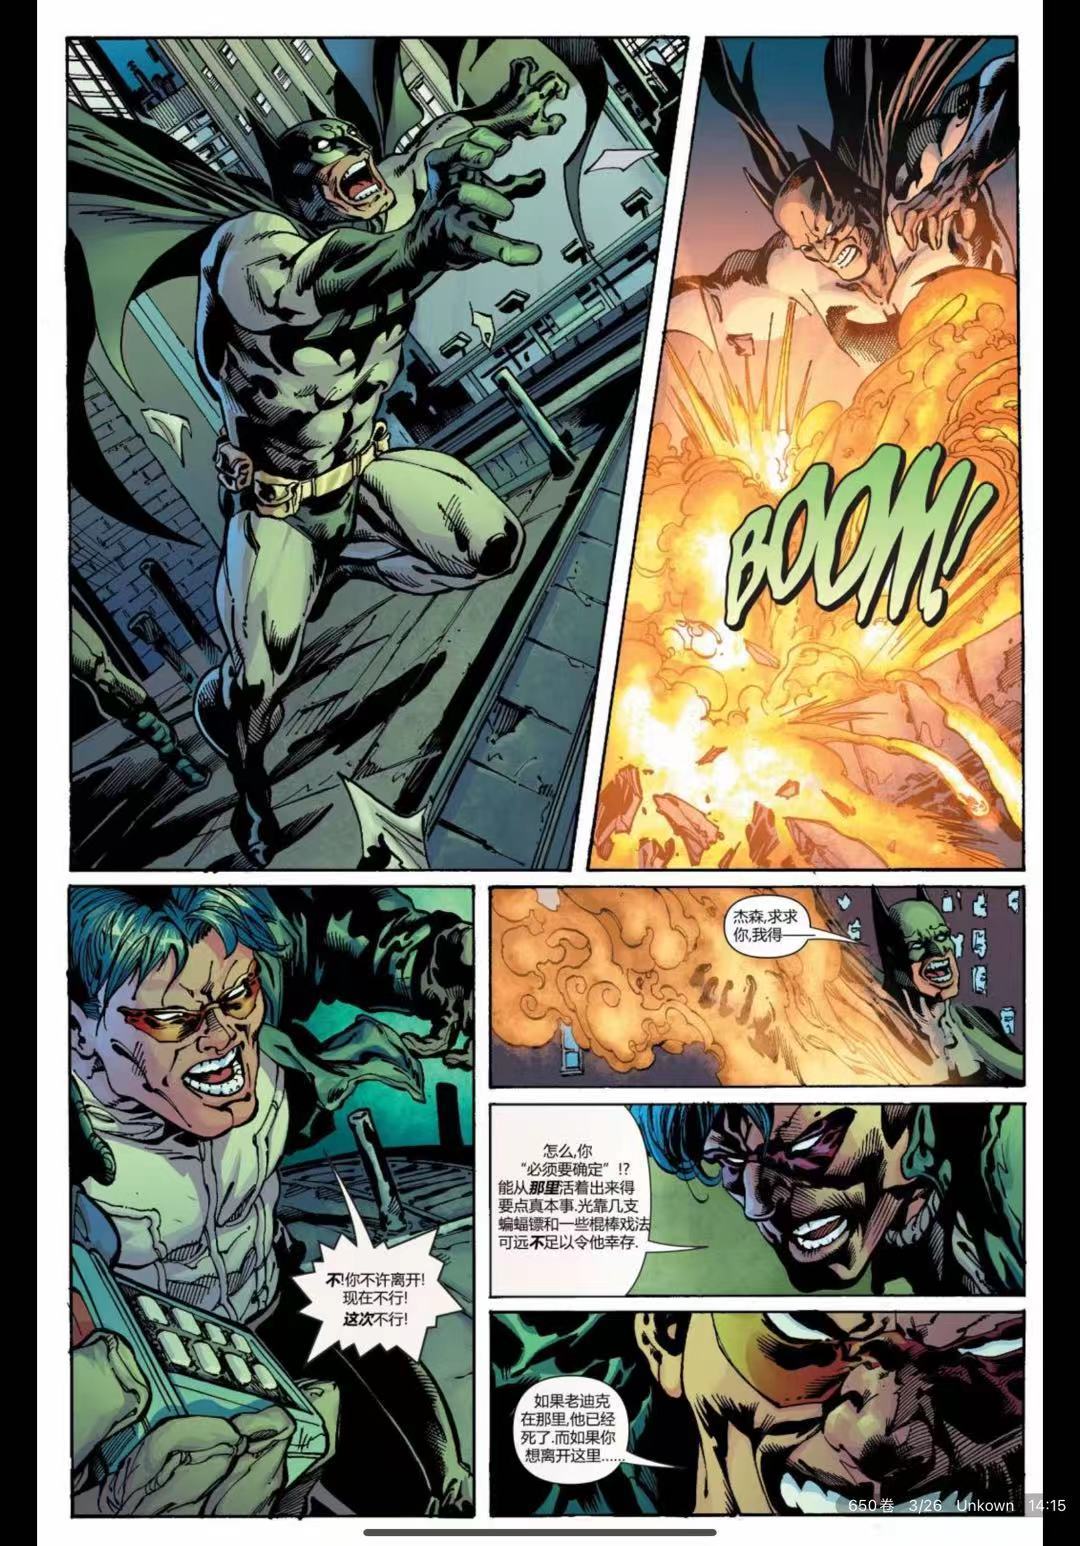 BOOM!
不!你不许离开!
现在不行!
这次不行!
杰森,求求
你,我得──
怎么,你
“必须要确定”!?
能从那里活着出来得
要点真本事.光靠几支
蝙蝠镖和一些棍棒戏法
可远不足以令他幸存.
如果老迪克
在那里,他已经
死了.而如果你
想离开这里……
650卷 3/26 Unkown 14:15